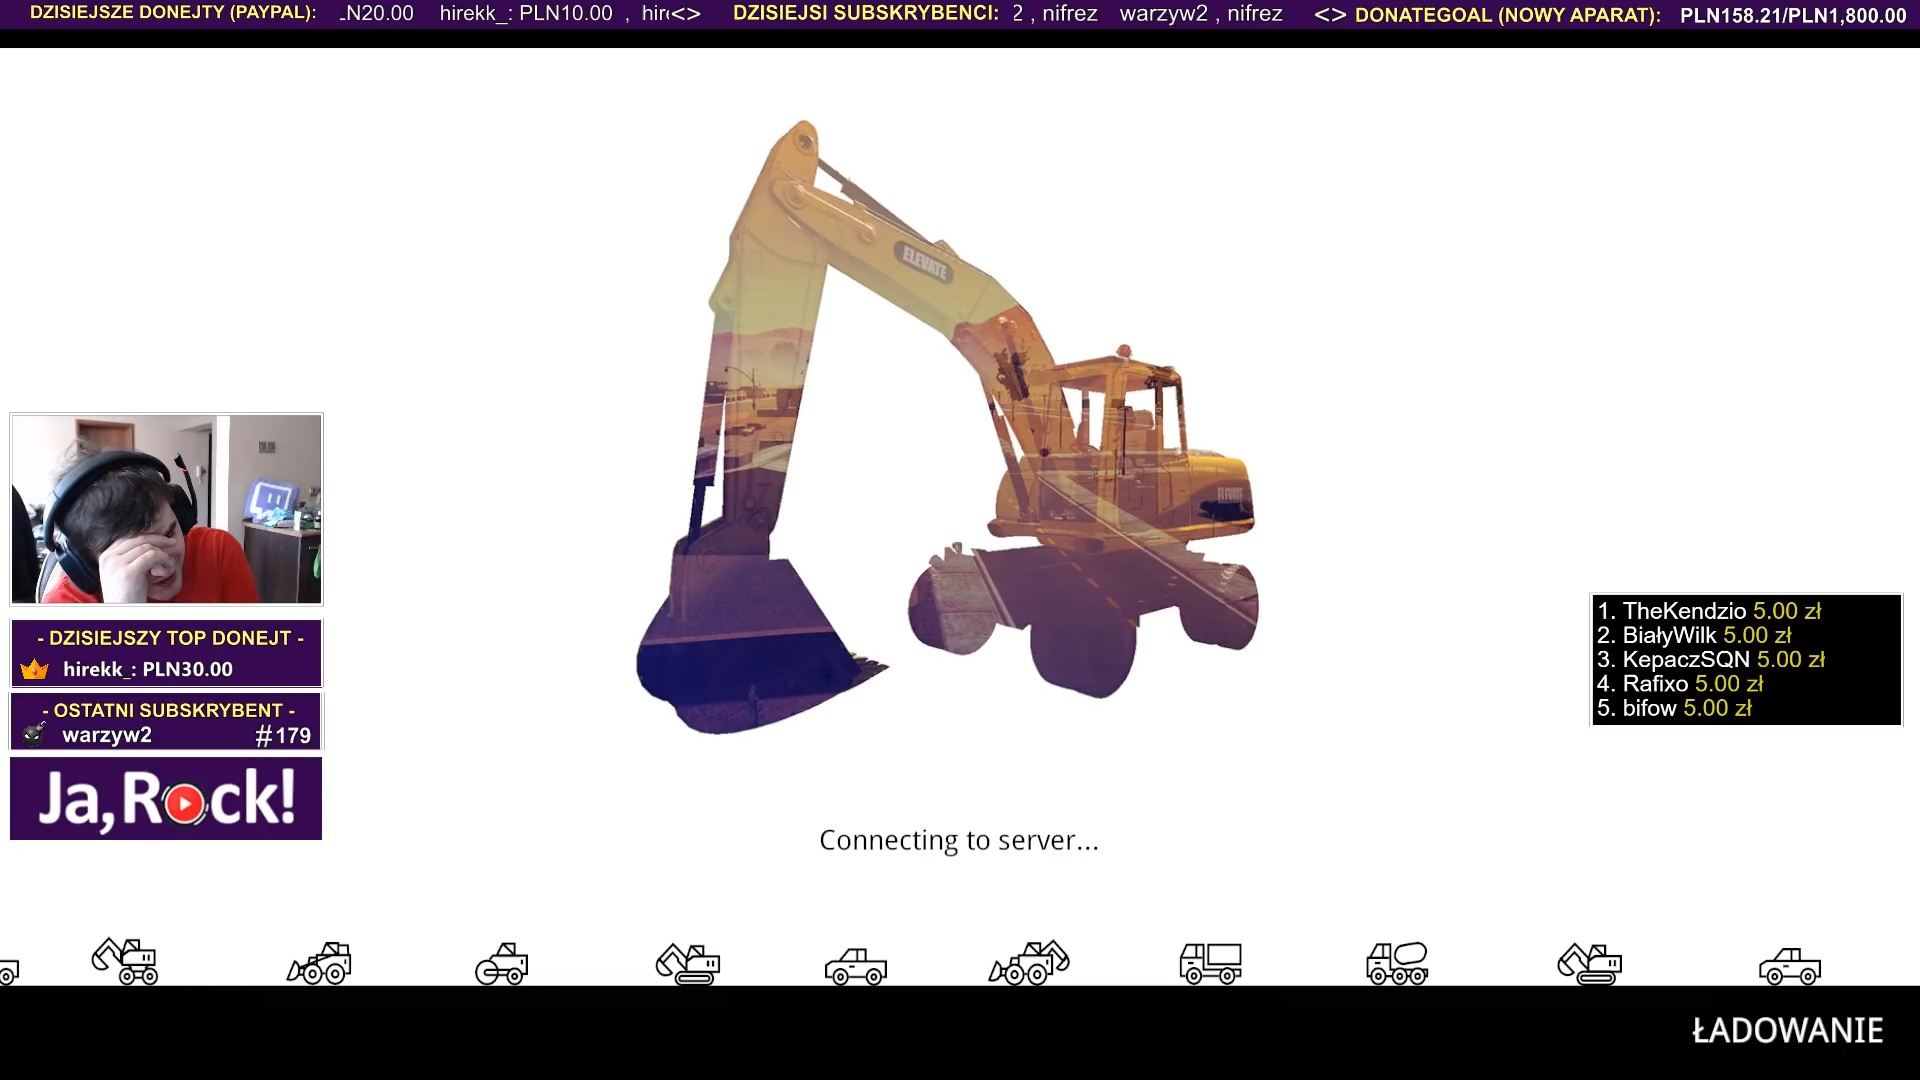 DZISIEJSZE DONEJTY (PAYPAL): _N20.00 hirekk_: PLN10.00 , hir <> DZISIEJSI SUBSKRYBENCI: 2 , nifrez warzyw2 , nifrez <> DONATEGOAL (NOWY APARAT): PLN158.21/PLN1,800.00
ELEVATE
ELEVATE
- DZISIEJSZY TOP DONEJT -
hirekk_: PLN30.00
- OSTATNI SUBSKRYBENT -
warzyw2 #179
Ja,Rock!
1. TheKendzio 5.00 zł
2. BiałyWilk 5.00 zł
3. KepaczSQN 5.00 zł
4. Rafixo 5.00 zł
5. bifow 5.00 zł
Connecting to server...
ŁADOWANIE